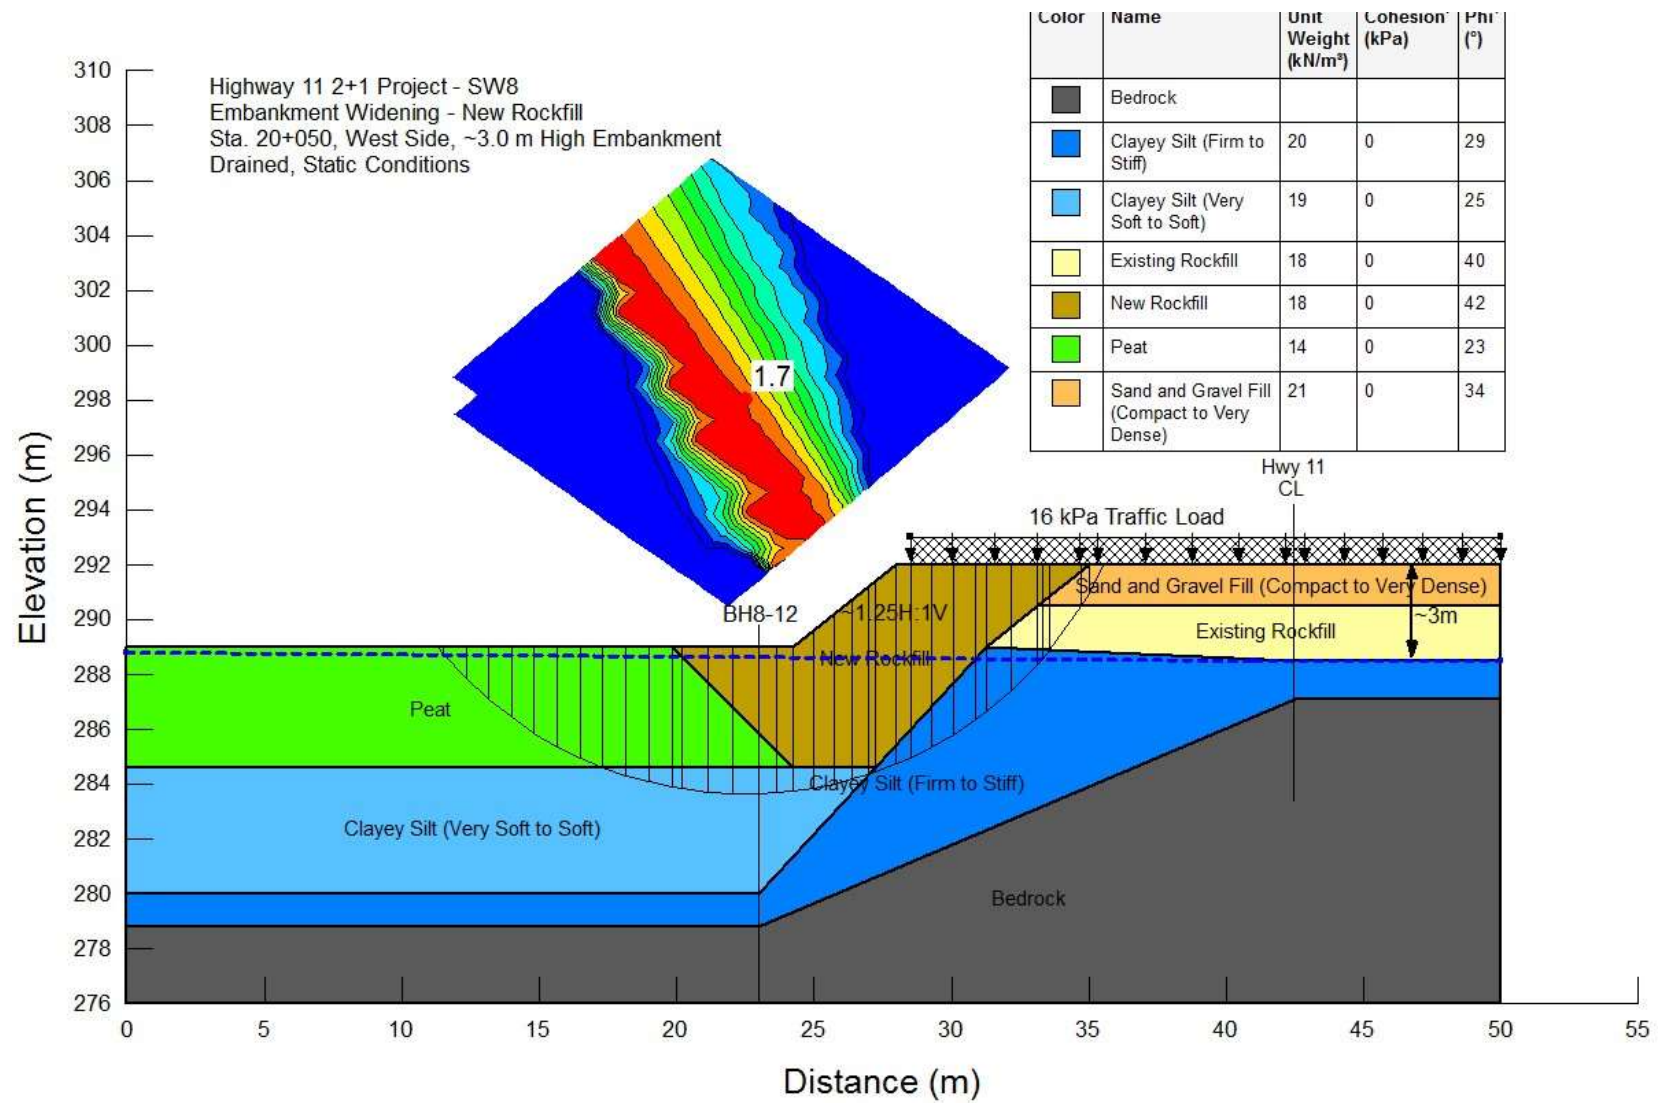 Color Name Unit Weight (kN/m³) Cohesion' (kPa) Phi' (°)
Bedrock
Clayey Silt (Firm to Stiff) 20 0 29
Clayey Silt (Very Soft to Soft) 19 0 25
Existing Rockfill 18 0 40
New Rockfill 18 0 42
Peat 14 0 23
Sand and Gravel Fill (Compact to Very Dense) 21 0 34
Highway 11 2+1 Project - SW8
Embankment Widening - New Rockfill
Sta. 20+050, West Side, ~3.0 m High Embankment
Drained, Static Conditions
1.7
Hwy 11
CL
16 kPa Traffic Load
Sand and Gravel Fill (Compact to Very Dense)
BH8-12
~1.25H:1V
~3m
Existing Rockfill
New Rockfill
Peat
Clayey Silt (Firm to Stiff)
Clayey Silt (Very Soft to Soft)
Bedrock
Elevation (m)
310
308
306
304
302
300
298
296
294
292
290
288
286
284
282
280
278
276
0 5 10 15 20 25 30 35 40 45 50 55
Distance (m)